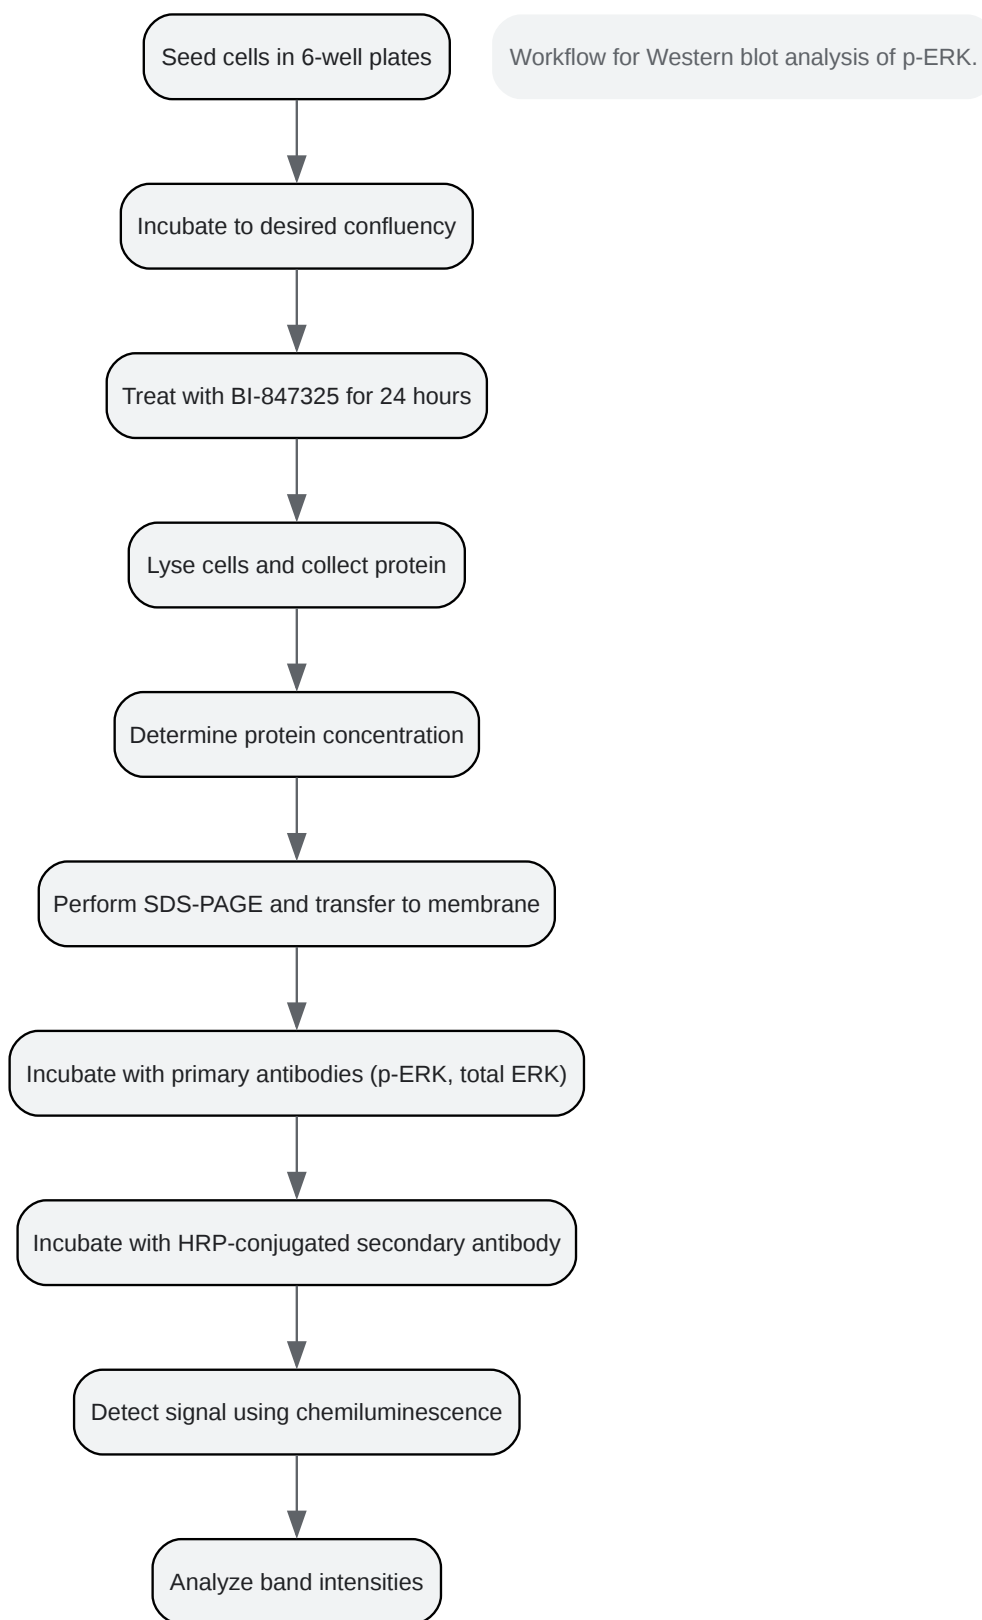 Seed cells in 6-well plates
Workflow for Western blot analysis of p-ERK.
Incubate to desired confluency
Treat with BI-847325 for 24 hours
Lyse cells and collect protein
Determine protein concentration
Perform SDS-PAGE and transfer to membrane
Incubate with primary antibodies (p-ERK, total ERK)
Incubate with HRP-conjugated secondary antibody
Detect signal using chemiluminescence
Analyze band intensities